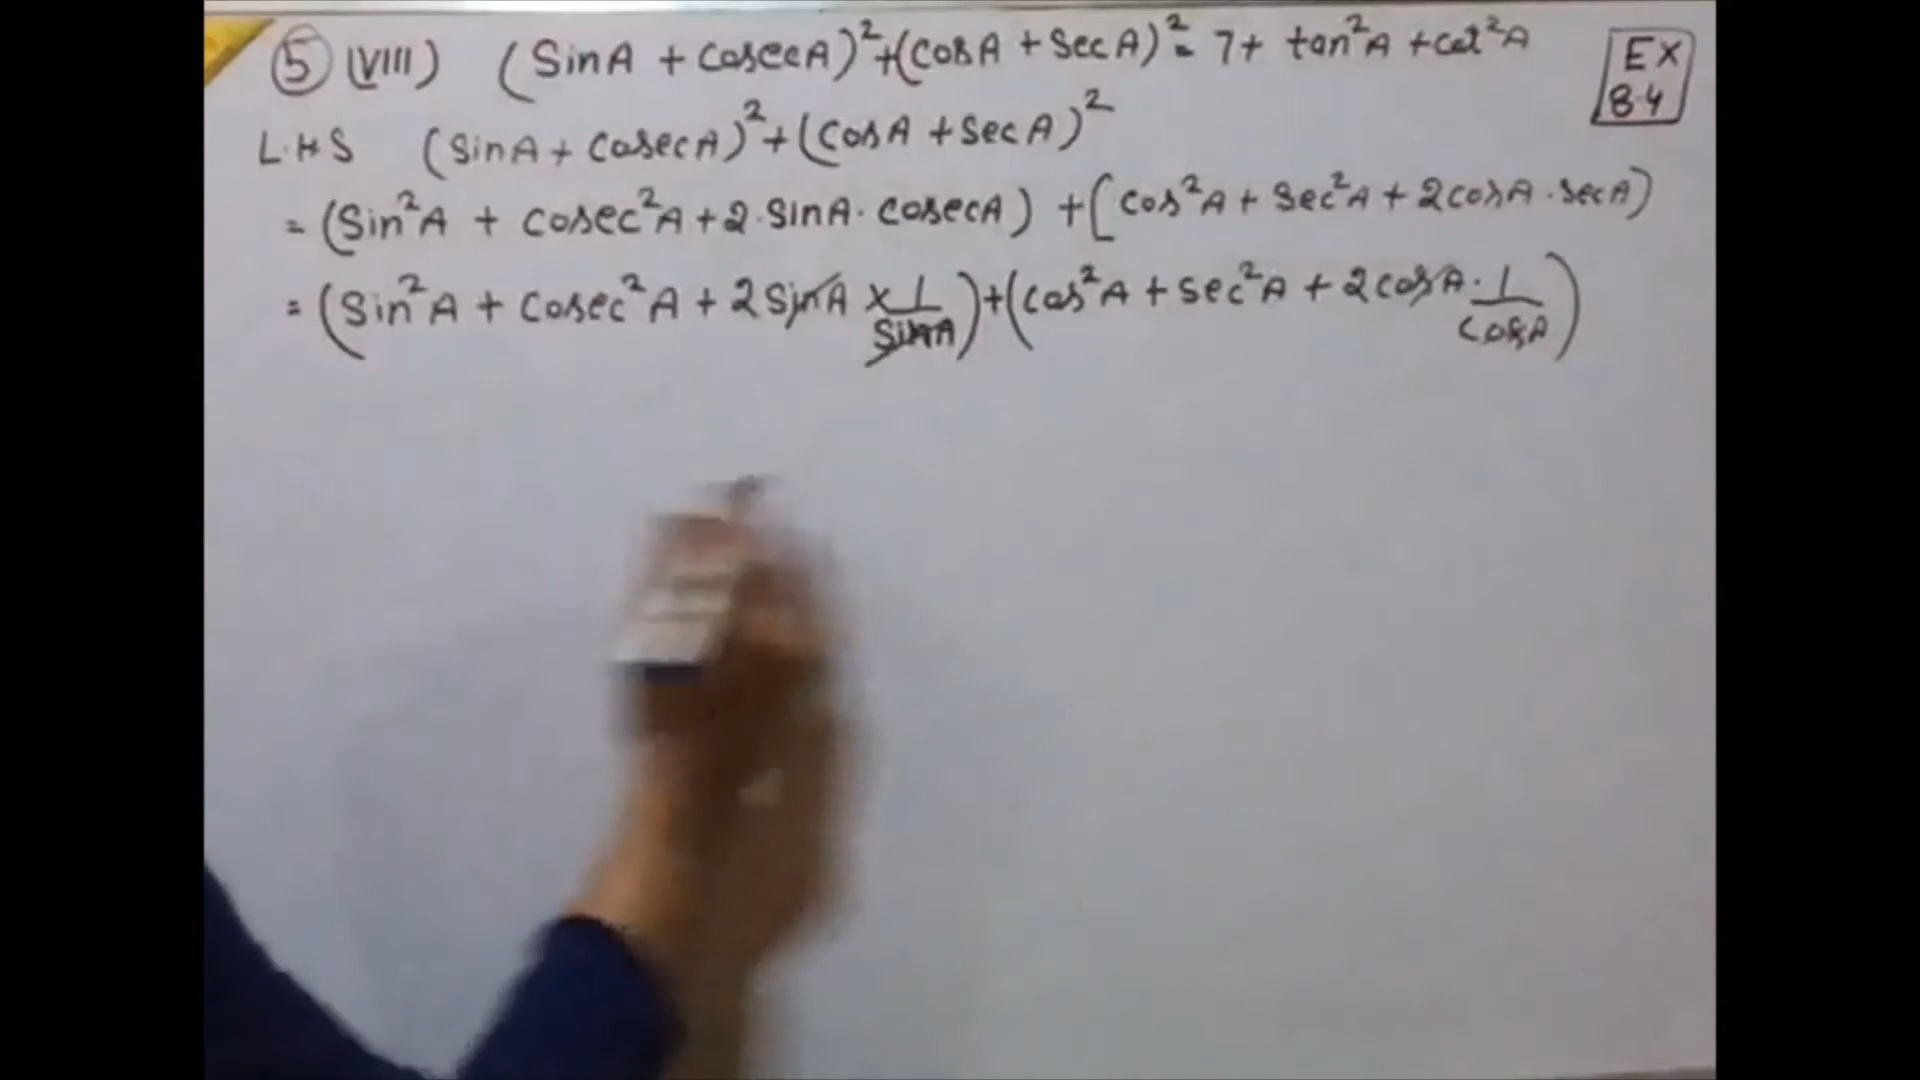 5 (VIII) (SinA + CosecA)²+(CosA + SecA)² = 7+ tan²A +cot²A
EX 8.4
L.H.S (SinA + CosecA)²+(CosA + SecA)²
= (Sin²A + Cosec²A + 2·SinA·CosecA) + [Cos²A + Sec²A + 2CosA·SecA)
= (Sin²A + Cosec²A + 2SinA × 1/SinA)+(Cos²A + Sec²A + 2CosA·1/CosA)